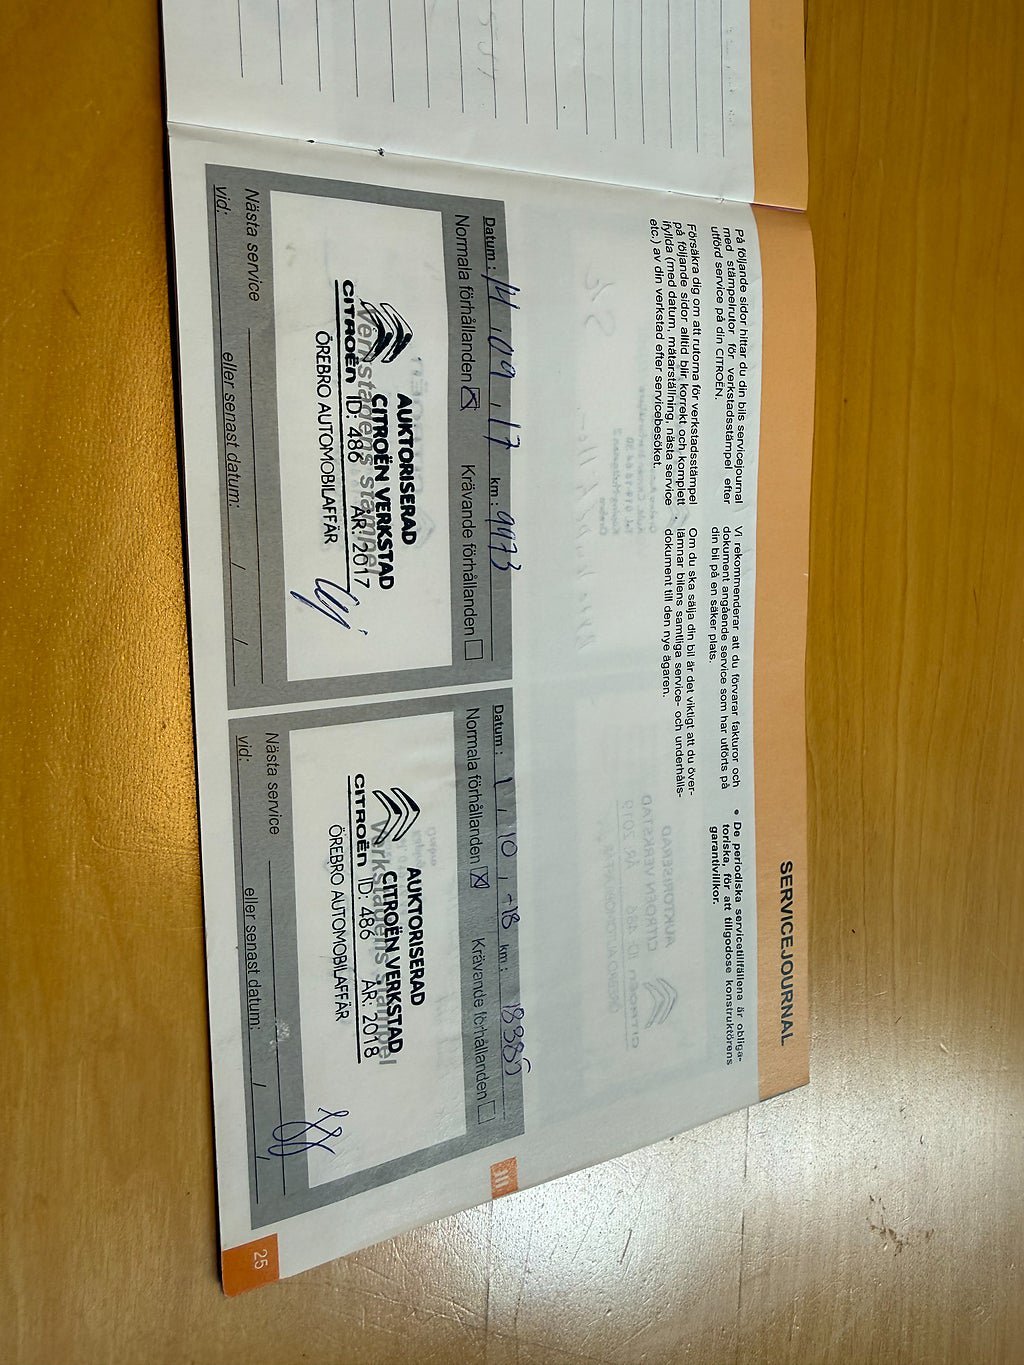 SERVICEJOURNAL
På följande sidor hittar du din bils servicejournal
med stämpelrutor för verkstadsstämpel efter
utförd service på din CITROËN.
Försäkra dig om att rutorna för verkstadsstämpel
på följande sidor alltid blir korrekt och komplett
ifyllda (med datum, mätarställning, nästa service
etc.) av din verkstad efter servicebesöket.
Vi rekommenderar att du förvarar fakturor och
dokument angående service som har utförts på
din bil på en säker plats.
Om du ska sälja din bil är det viktigt att du över-
lämnar bilens samtliga service- och underhålls-
dokument till den nye ägaren.
• De periodiska servicetillfällena är obliga-
toriska, för att tillgodose konstruktörens
garantivillkor.
Datum : 14 , 09 , 17 km : 9973
Normala förhållanden Krävande förhållanden
Verkstadens stämpel
AUKTORISERAD
CITROËN VERKSTAD
CITROËN ID: 486 ÅR: 2017
ÖREBRO AUTOMOBILAFFÄR
Nästa service
vid: eller senast datum: / /
Datum : 1 , 10 , -18 km : 18385
Normala förhållanden Krävande förhållanden
Verkstadens stämpel
AUKTORISERAD
CITROËN VERKSTAD
CITROËN ID: 486 ÅR: 2018
ÖREBRO AUTOMOBILAFFÄR
Nästa service
vid: eller senast datum: / /
25